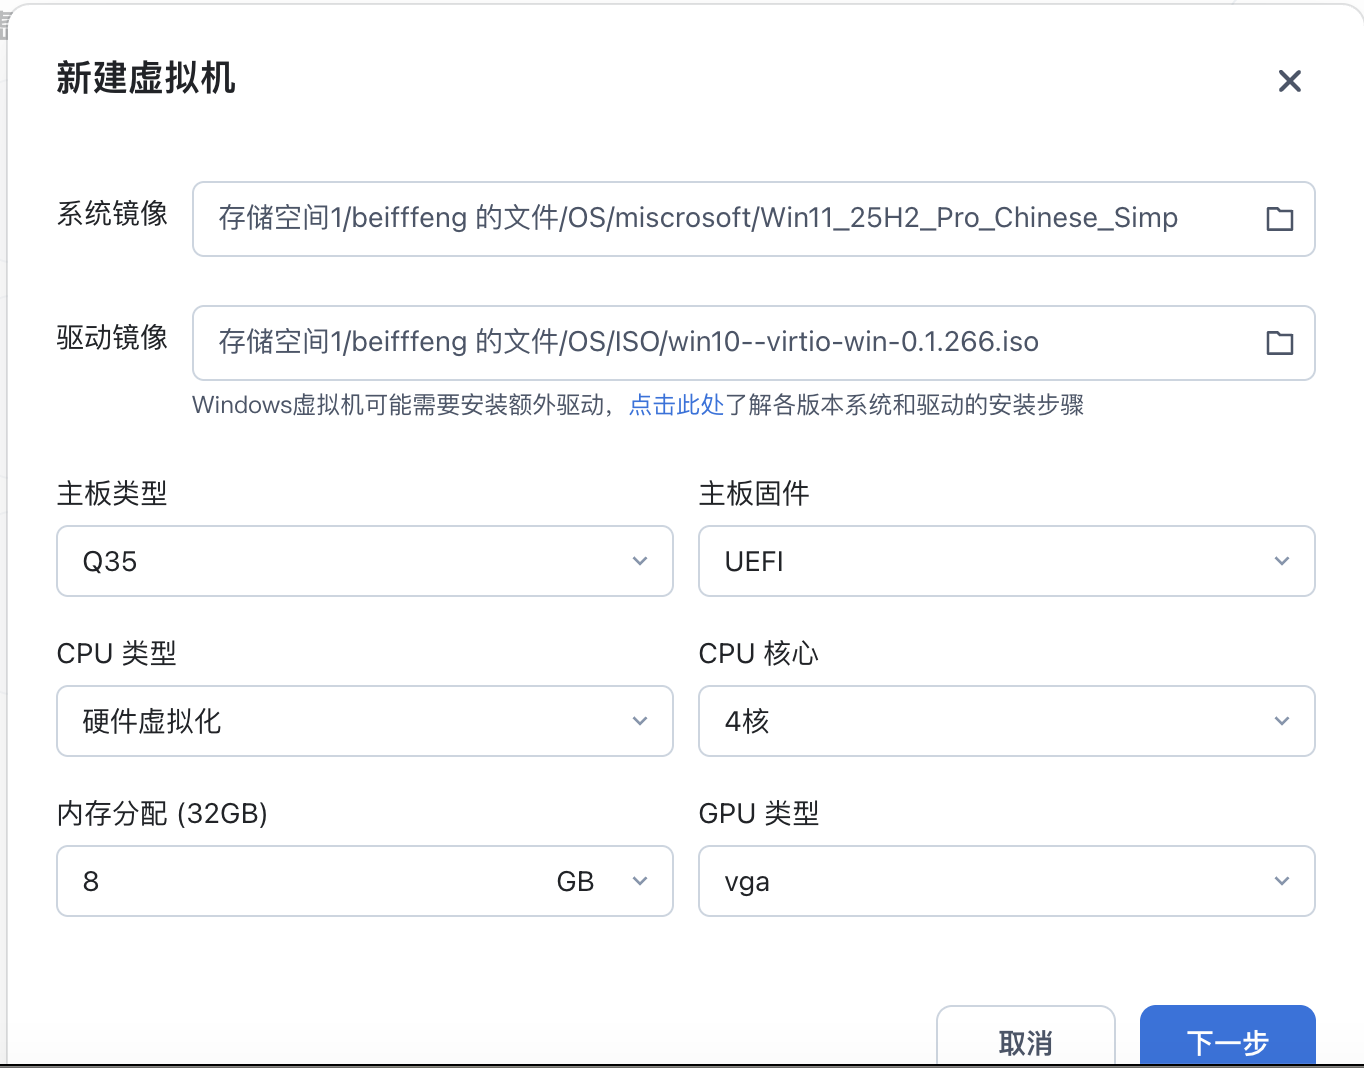 新建虚拟机
系统镜像
存储空间1/beifffeng 的文件/OS/miscrosoft/Win11_25H2_Pro_Chinese_Simp
驱动镜像
存储空间1/beifffeng 的文件/OS/ISO/win10--virtio-win-0.1.266.iso
Windows虚拟机可能需要安装额外驱动，点击此处了解各版本系统和驱动的安装步骤
主板类型
主板固件
Q35
UEFI
CPU 类型
CPU 核心
硬件虚拟化
4核
内存分配 (32GB)
GPU 类型
8 GB
vga
取消
下一步